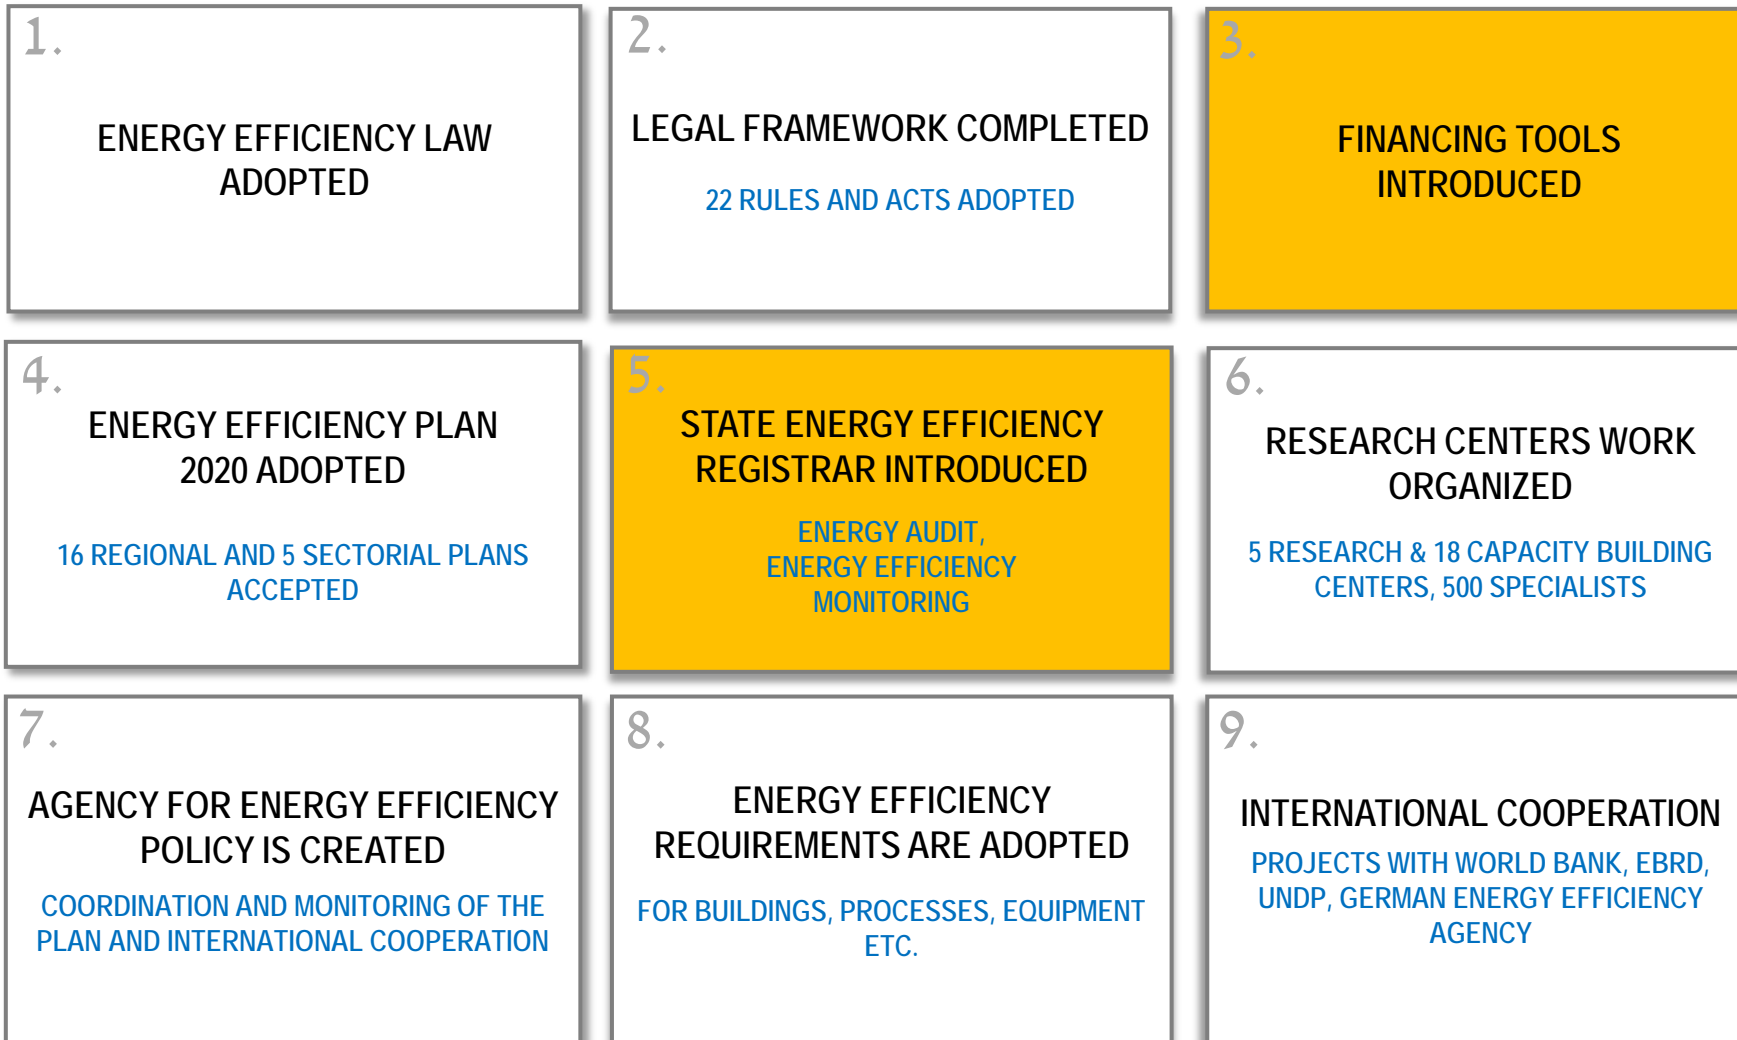 1.
ENERGY EFFICIENCY LAW
ADOPTED
2.
LEGAL FRAMEWORK COMPLETED
22 RULES AND ACTS ADOPTED
3.
FINANCING TOOLS
INTRODUCED
4.
ENERGY EFFICIENCY PLAN
2020 ADOPTED
16 REGIONAL AND 5 SECTORIAL PLANS
ACCEPTED
5.
STATE ENERGY EFFICIENCY
REGISTRAR INTRODUCED
ENERGY AUDIT,
ENERGY EFFICIENCY
MONITORING
6.
RESEARCH CENTERS WORK
ORGANIZED
5 RESEARCH & 18 CAPACITY BUILDING
CENTERS, 500 SPECIALISTS
7.
AGENCY FOR ENERGY EFFICIENCY
POLICY IS CREATED
COORDINATION AND MONITORING OF THE
PLAN AND INTERNATIONAL COOPERATION
8.
ENERGY EFFICIENCY
REQUIREMENTS ARE ADOPTED
FOR BUILDINGS, PROCESSES, EQUIPMENT
ETC.
9.
INTERNATIONAL COOPERATION
PROJECTS WITH WORLD BANK, EBRD,
UNDP, GERMAN ENERGY EFFICIENCY
AGENCY